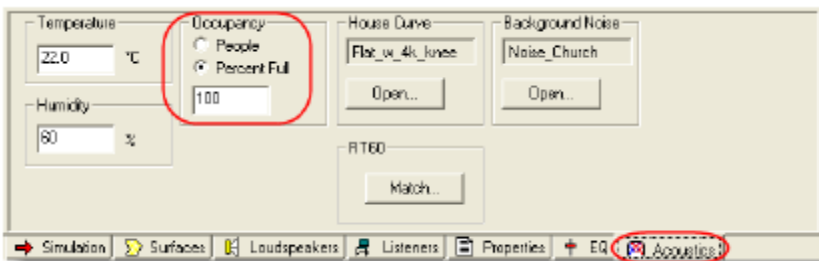 Temperature
22.0 °C
Humidity
60 %
Occupancy
People
Percent Full
100
House Curve
Flat_w_4k_knee
Open...
RT60
Match...
Background Noise
Noise_Church
Open...
Simulation Surfaces Loudspeakers Listeners Properties EQ Acoustics